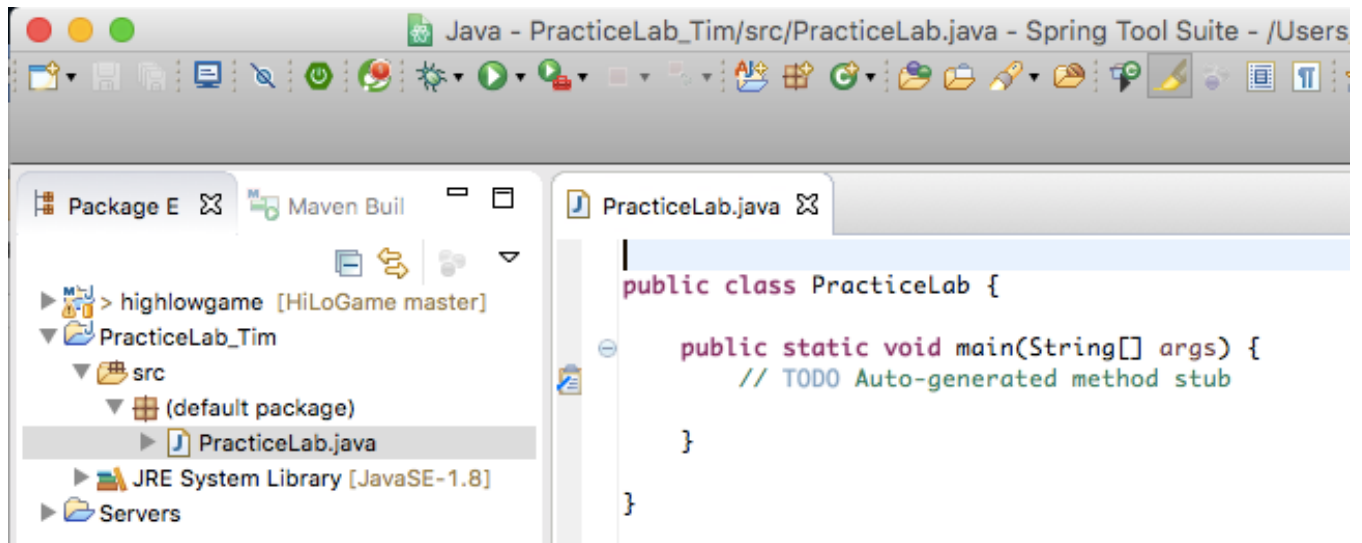 Java - PracticeLab_Tim/src/PracticeLab.java - Spring Tool Suite - /Users
Package E
Maven Buil
PracticeLab.java
> highlowgame [HiLoGame master]
PracticeLab_Tim
src
(default package)
PracticeLab.java
JRE System Library [JavaSE-1.8]
Servers
public class PracticeLab {
public static void main(String[] args) {
// TODO Auto-generated method stub
}
}